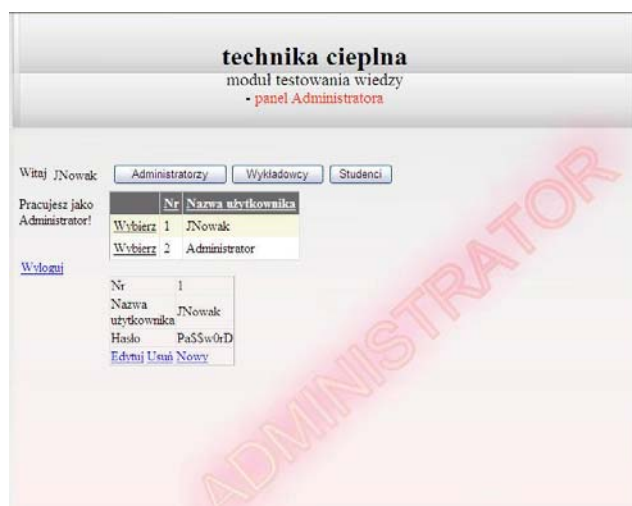 technika cieplna
moduł testowania wiedzy
- panel Administratora
Witaj JNowak
Administratorzy Wykładowcy Studenci
Pracujesz jako
Administrator!
Nr Nazwa użytkownika
Wybierz 1 JNowak
Wybierz 2 Administrator
Wyloguj
Nr 1
Nazwa
użytkownika JNowak
Hasło Pa$$w0rD
Edytuj Usuń Nowy
ADMINISTRATOR